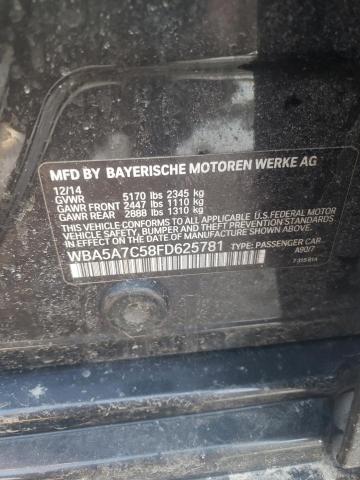 MFD BY BAYERISCHE MOTOREN WERKE AG
12/14
GVWR 5170 lbs 2345 kg
GAWR FRONT 2447 lbs 1110 kg
GAWR REAR 2888 lbs 1310 kg
THIS VEHICLE CONFORMS TO ALL APPLICABLE U.S.FEDERAL MOTOR
VEHICLE SAFETY, BUMPER, AND THEFT PREVENTION STANDARDS
IN EFFECT ON THE DATE OF MANUFACTURE SHOWN ABOVE.
WBA5A7C58FD625781 TYPE: PASSENGER CAR
A90/7